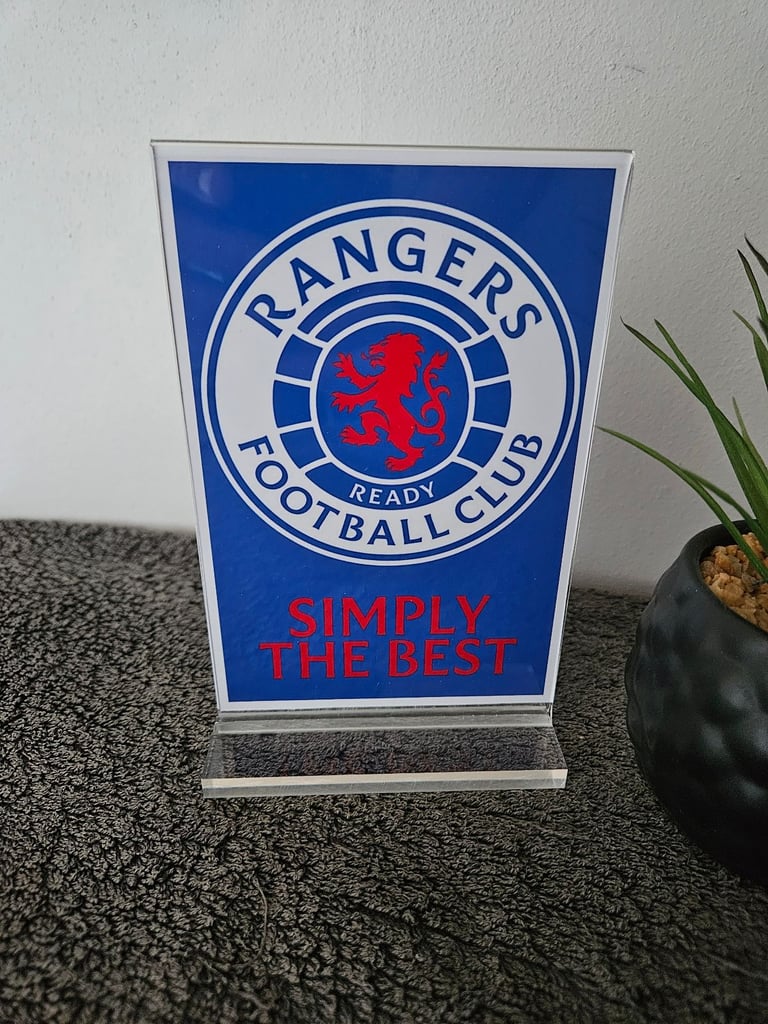 RANGERS
READY
FOOTBALL CLUB
SIMPLY
THE BEST